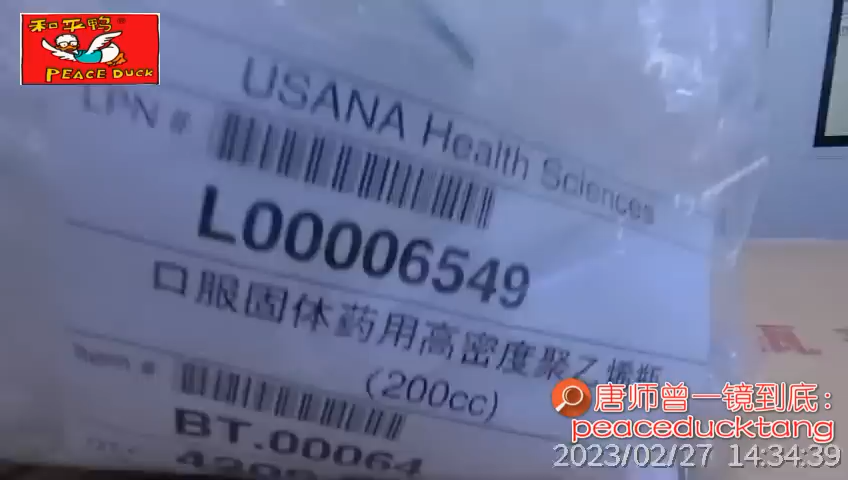 和平鸭
PEACE DUCK
USANA Health Sciences
LPN #
L00006549
口服固体药用高密度聚乙烯瓶
(200cc)
Item #
BT.00064
唐师曾一镜到底：
peaceducktang
2023/02/27 14:34:39